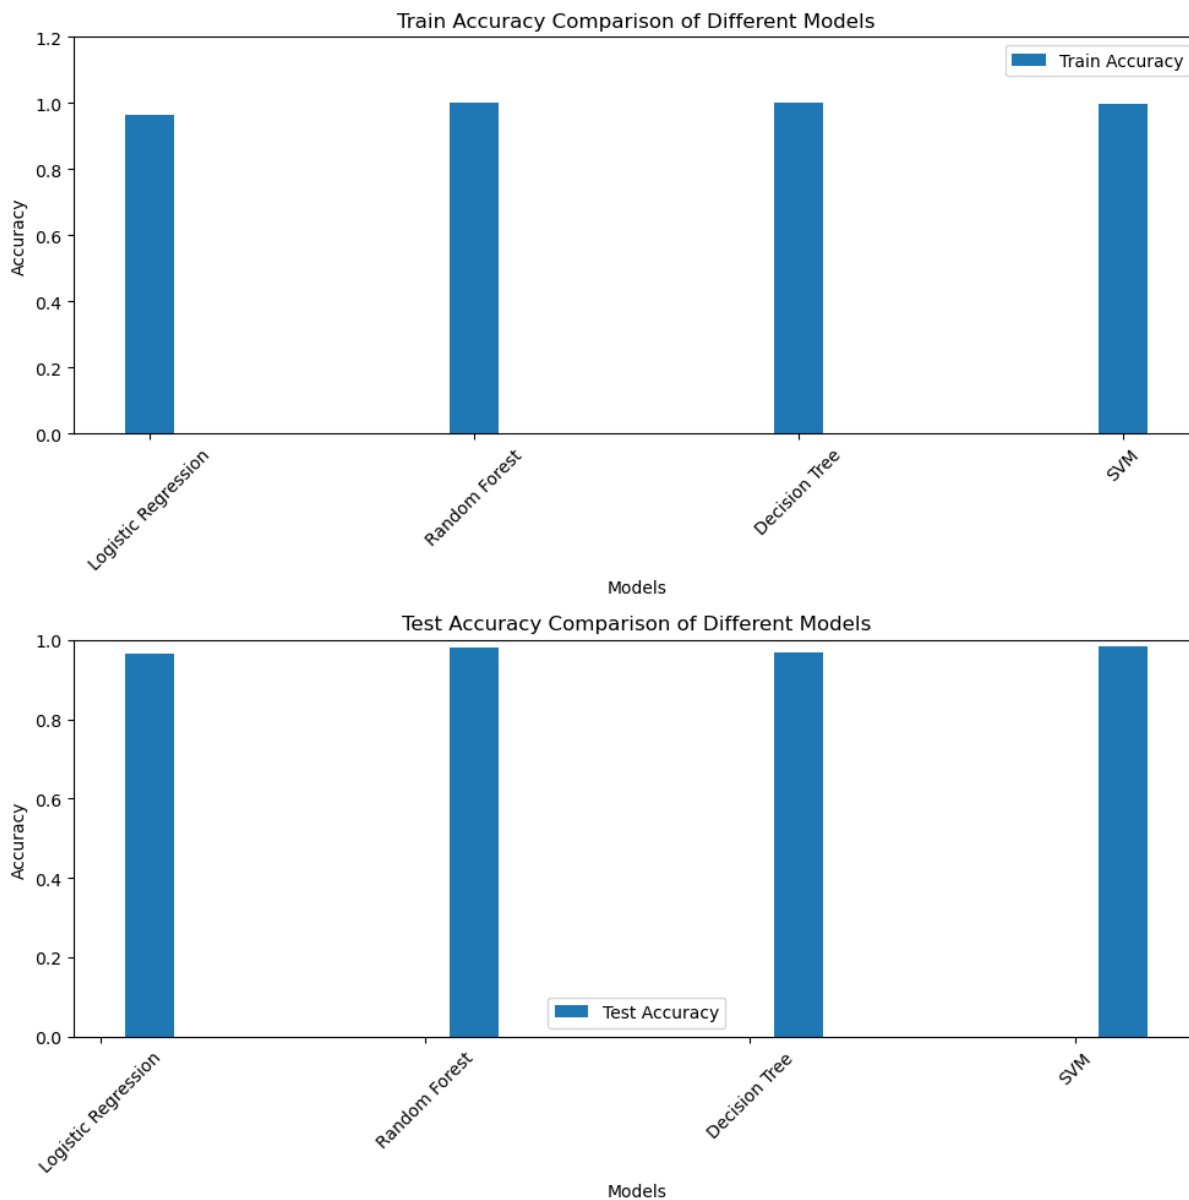 Train Accuracy Comparison of Different Models
1.2
Train Accuracy
1.0
0.8
0.6
0.4
0.2
0.0
Accuracy
Logistic Regression
Random Forest
Decision Tree
SVM
Models
Test Accuracy Comparison of Different Models
1.0
0.8
0.6
0.4
0.2
0.0
Accuracy
Test Accuracy
Logistic Regression
Random Forest
Decision Tree
SVM
Models